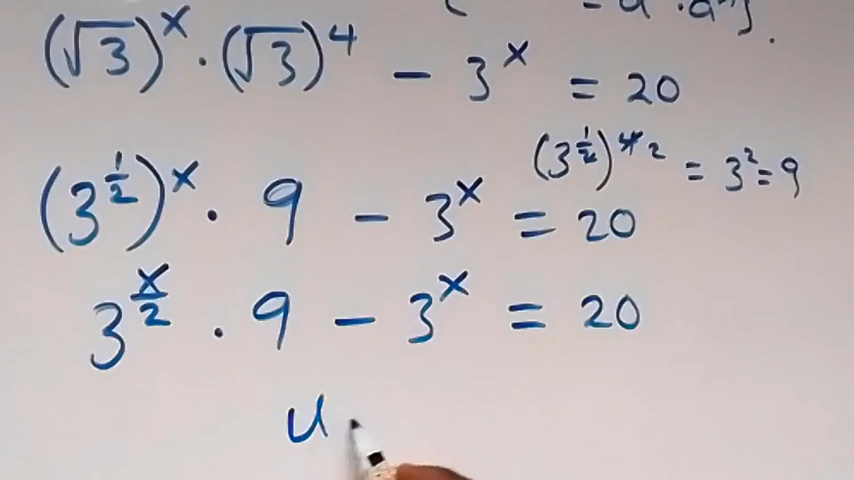 (√3)^x · (√3)^4 - 3^x = 20
(3^{1/2})^{4 2} = 3^2 = 9
(3^{1/2})^x · 9 - 3^x = 20
3^{x/2} · 9 - 3^x = 20
u